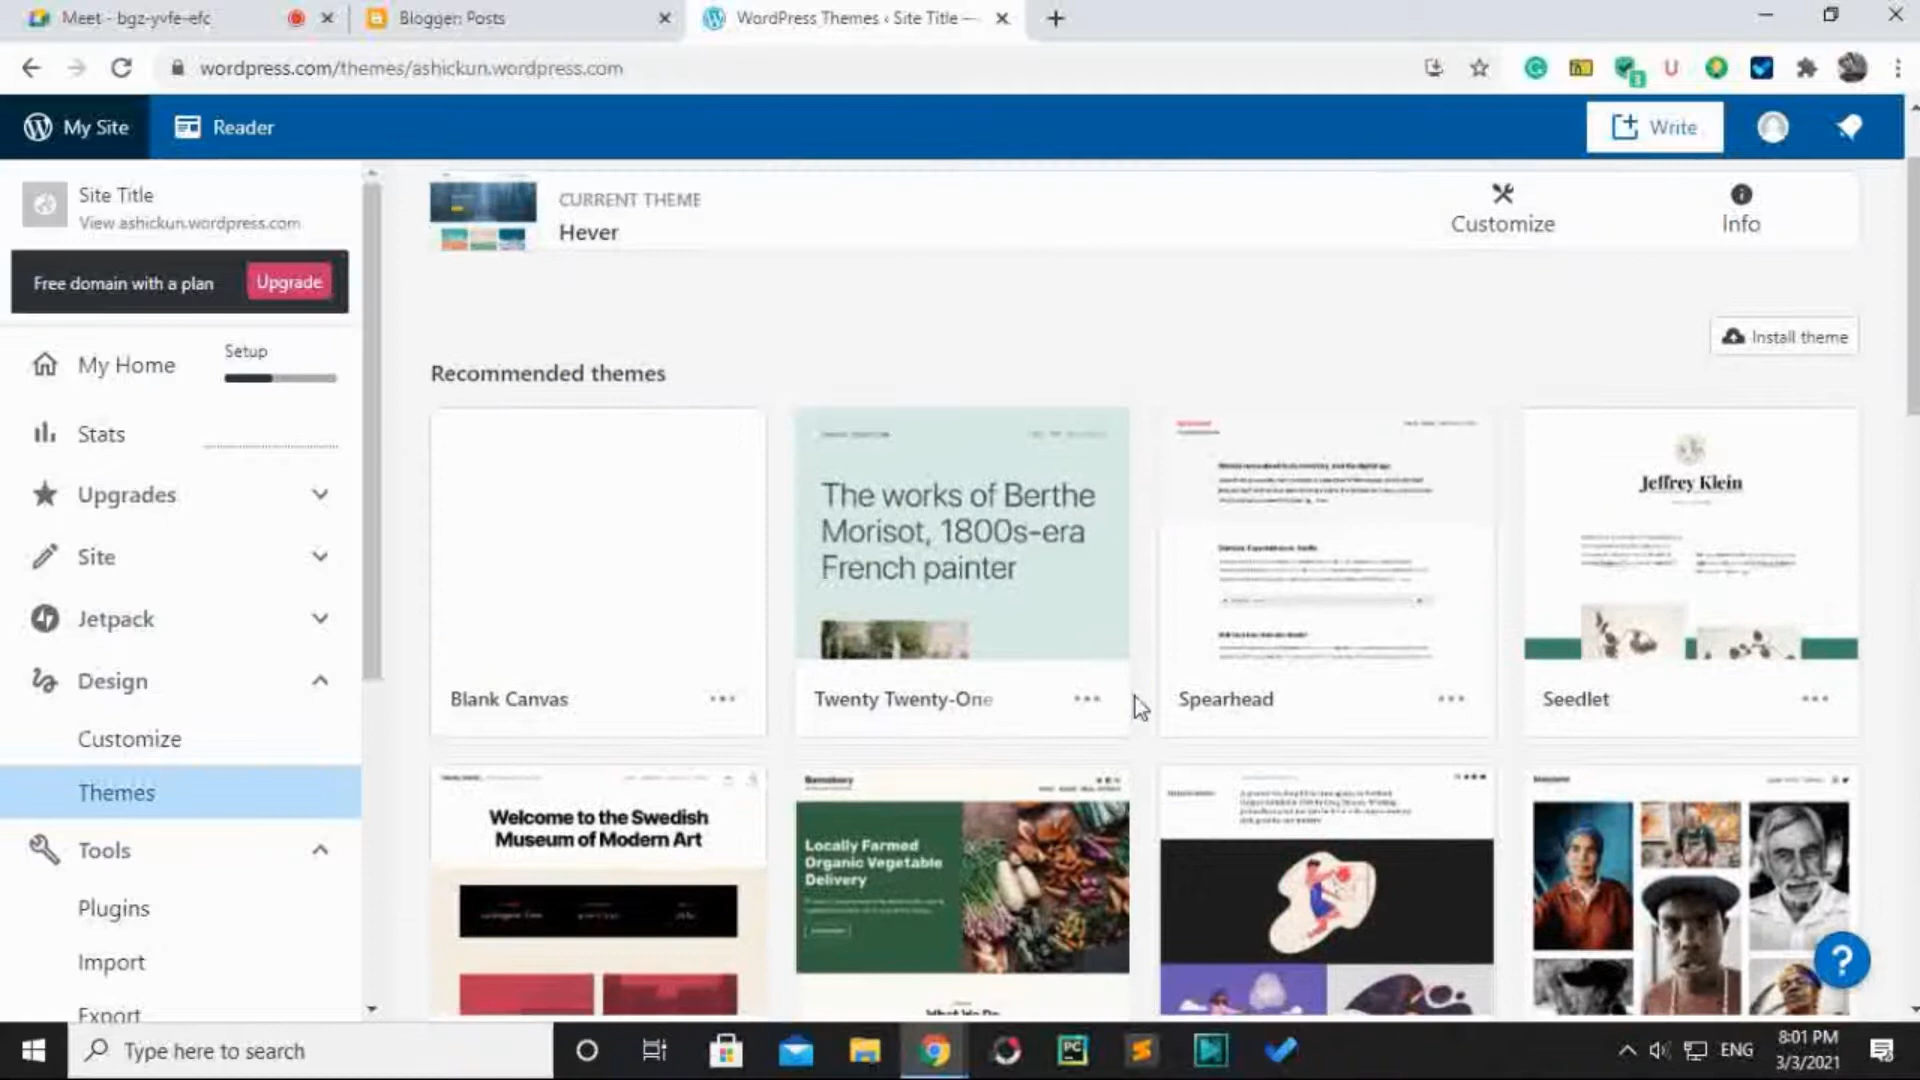 Meet - bgz-yvfe-efc
Blogger: Posts
WordPress Themes ‹ Site Title —
wordpress.com/themes/ashickun.wordpress.com
My Site
Reader
Write
Site Title
View ashickun.wordpress.com
CURRENT THEME
Hever
Customize
Info
Free domain with a plan
Upgrade
Install theme
My Home
Setup
Recommended themes
Stats
Upgrades
Site
Jetpack
Design
Customize
Themes
Tools
Plugins
Import
Export
The works of Berthe
Morisot, 1800s-era
French painter
Jeffrey Klein
Blank Canvas
Twenty Twenty-One
Spearhead
Seedlet
Welcome to the Swedish
Museum of Modern Art
Locally Farmed
Organic Vegetable
Delivery
What We Do
Type here to search
ENG
8:01 PM
3/3/2021